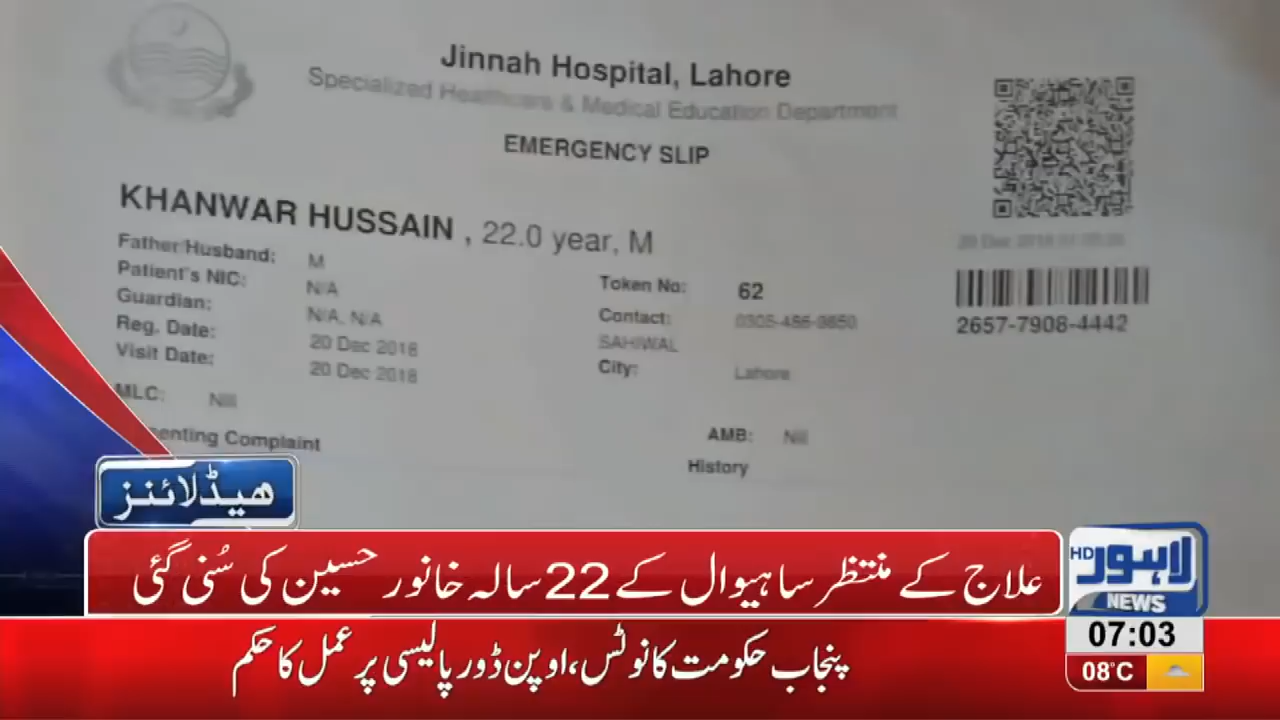 Jinnah Hospital, Lahore
Specialized Healthcare & Medical Education Department
EMERGENCY SLIP
KHANWAR HUSSAIN , 22.0 year, M
Father/Husband: M
Patient's NIC: N/A
Guardian: N/A, N/A
Reg. Date: 20 Dec 2018
Visit Date: 20 Dec 2018
MLC: Nill
Token No: 62
Contact:
SAHIWAL
City: Lahore
2657-7908-4442
Complaint
AMB: Nil
History
ھیڈلائنز
علاج کے منتظر ساہیوال کے 22 سالہ خانور حسین کی سُنی گئی
پنجاب حکومت کا نوٹس، اوپن ڈور پالیسی پر عمل کا حکم
لاہور HD
NEWS
07:03
08°C